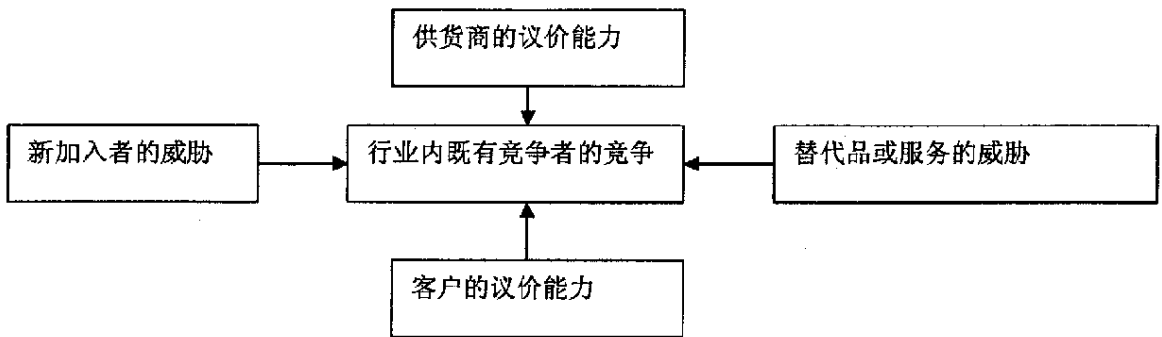 供货商的议价能力
新加入者的威胁
行业内既有竞争者的竞争
替代品或服务的威胁
客户的议价能力